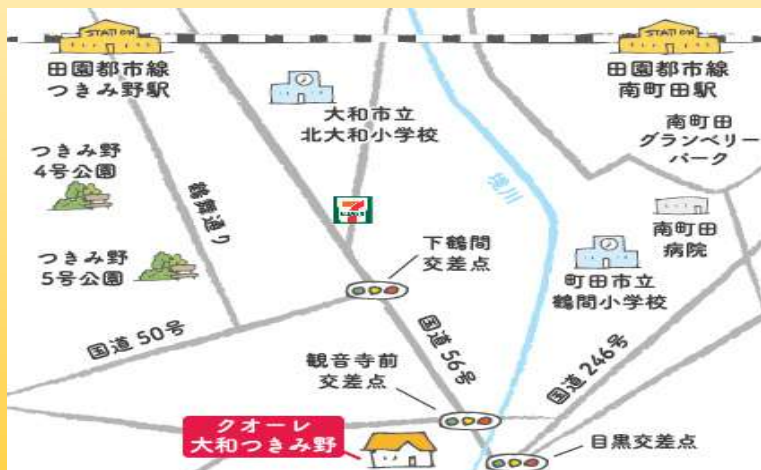 STATION
田園都市線
つきみ野駅
STATION
田園都市線
南町田駅
大和市立
北大和小学校
南町田
グランベリー
パーク
つきみ野
4号公園
鶴舞通り
境川
南町田
病院
つきみ野
5号公園
下鶴間
交差点
町田市立
鶴間小学校
国道50号
国道56号
国道246号
観音寺前
交差点
クオーレ
大和つきみ野
目黒交差点